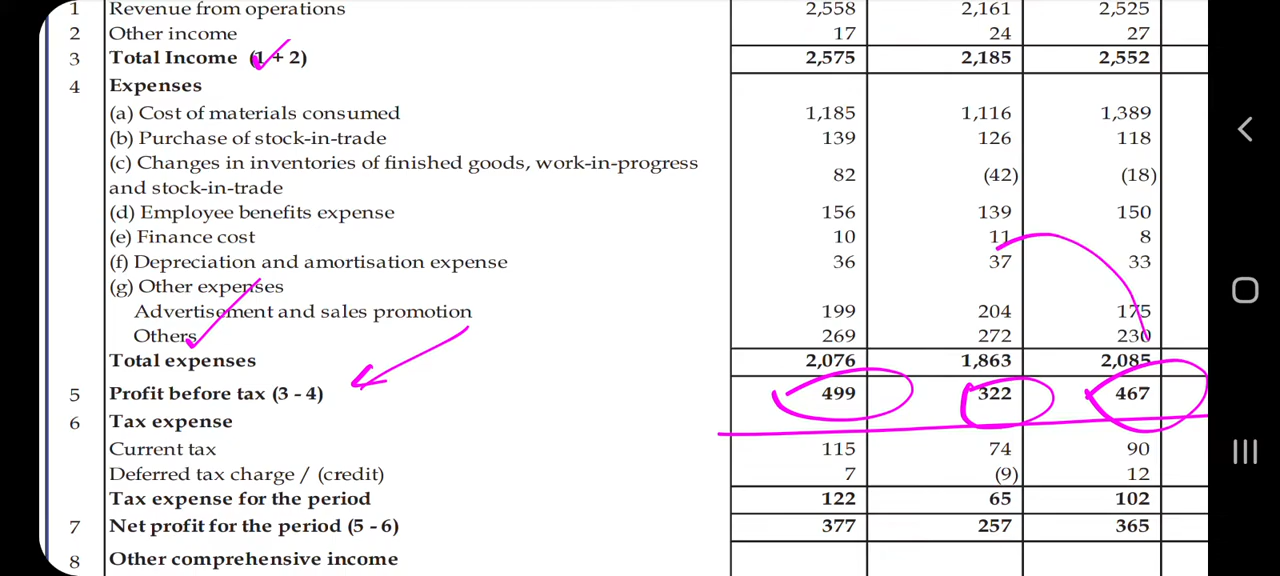 1 Revenue from operations 2,558 2,161 2,525
2 Other income 17 24 27
3 Total Income (1 + 2) 2,575 2,185 2,552
4 Expenses
(a) Cost of materials consumed 1,185 1,116 1,389
(b) Purchase of stock-in-trade 139 126 118
(c) Changes in inventories of finished goods, work-in-progress
and stock-in-trade 82 (42) (18)
(d) Employee benefits expense 156 139 150
(e) Finance cost 10 11 8
(f) Depreciation and amortisation expense 36 37 33
(g) Other expenses
Advertisement and sales promotion 199 204 175
Others 269 272 230
Total expenses 2,076 1,863 2,085
5 Profit before tax (3 - 4) 499 322 467
6 Tax expense
Current tax 115 74 90
Deferred tax charge / (credit) 7 (9) 12
Tax expense for the period 122 65 102
7 Net profit for the period (5 - 6) 377 257 365
8 Other comprehensive income